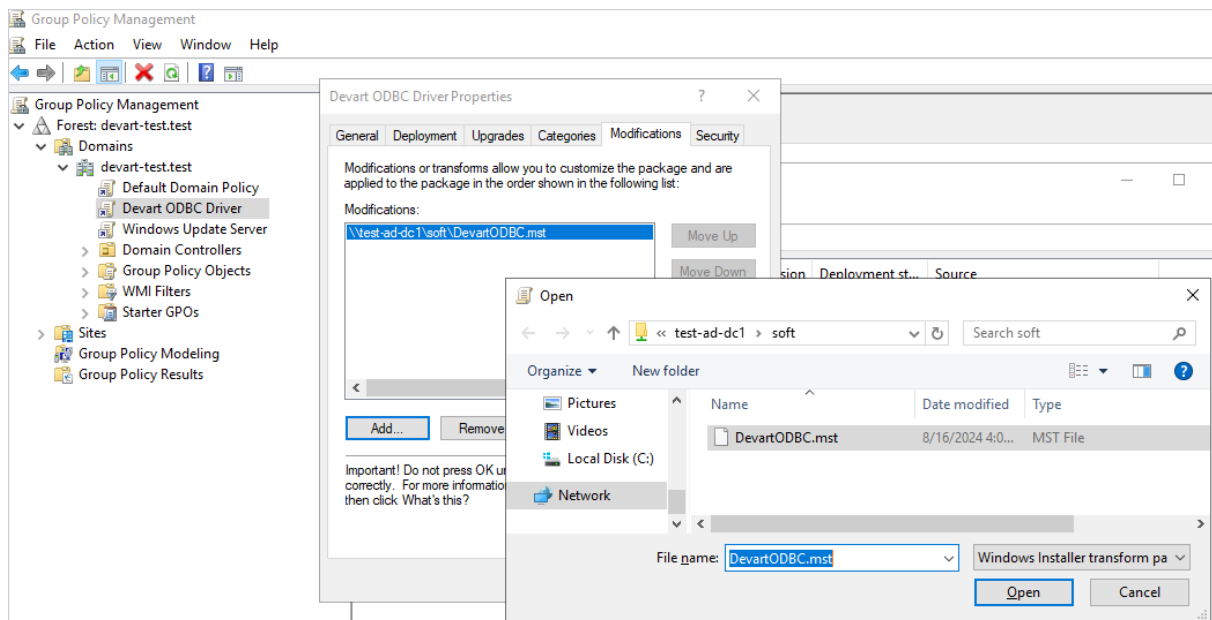 Group Policy Management
File Action View Window Help
Group Policy Management
Forest: devart-test.test
Domains
devart-test.test
Default Domain Policy
Devart ODBC Driver
Windows Update Server
Domain Controllers
Group Policy Objects
WMI Filters
Starter GPOs
Sites
Group Policy Modeling
Group Policy Results
Devart ODBC Driver Properties
General Deployment Upgrades Categories Modifications Security
Modifications or transforms allow you to customize the package and are
applied to the package in the order shown in the following list:
Modifications:
\\test-ad-dc1\soft\DevartODBC.mst
Move Up
Move Down
Add...
Remove
Important! Do not press OK
correctly. For more
then click What's this?
Deployment st... Source
Open
« test-ad-dc1 > soft
Search soft
Organize New folder
Pictures
Videos
Local Disk (C:)
Network
Name Date modified Type
DevartODBC.mst 8/16/2024 4:0... MST File
File name: DevartODBC.mst
Windows Installer transform pa
Open Cancel